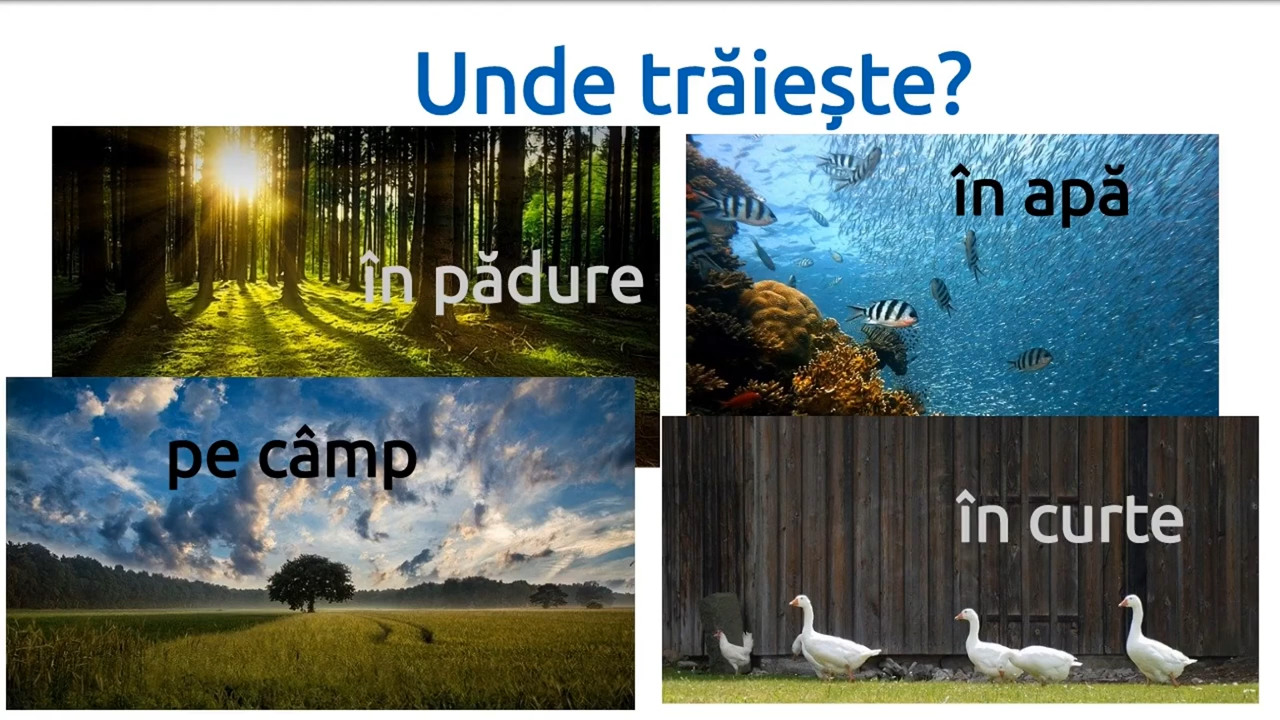 Unde trăiește?
în pădure
în apă
pe câmp
în curte